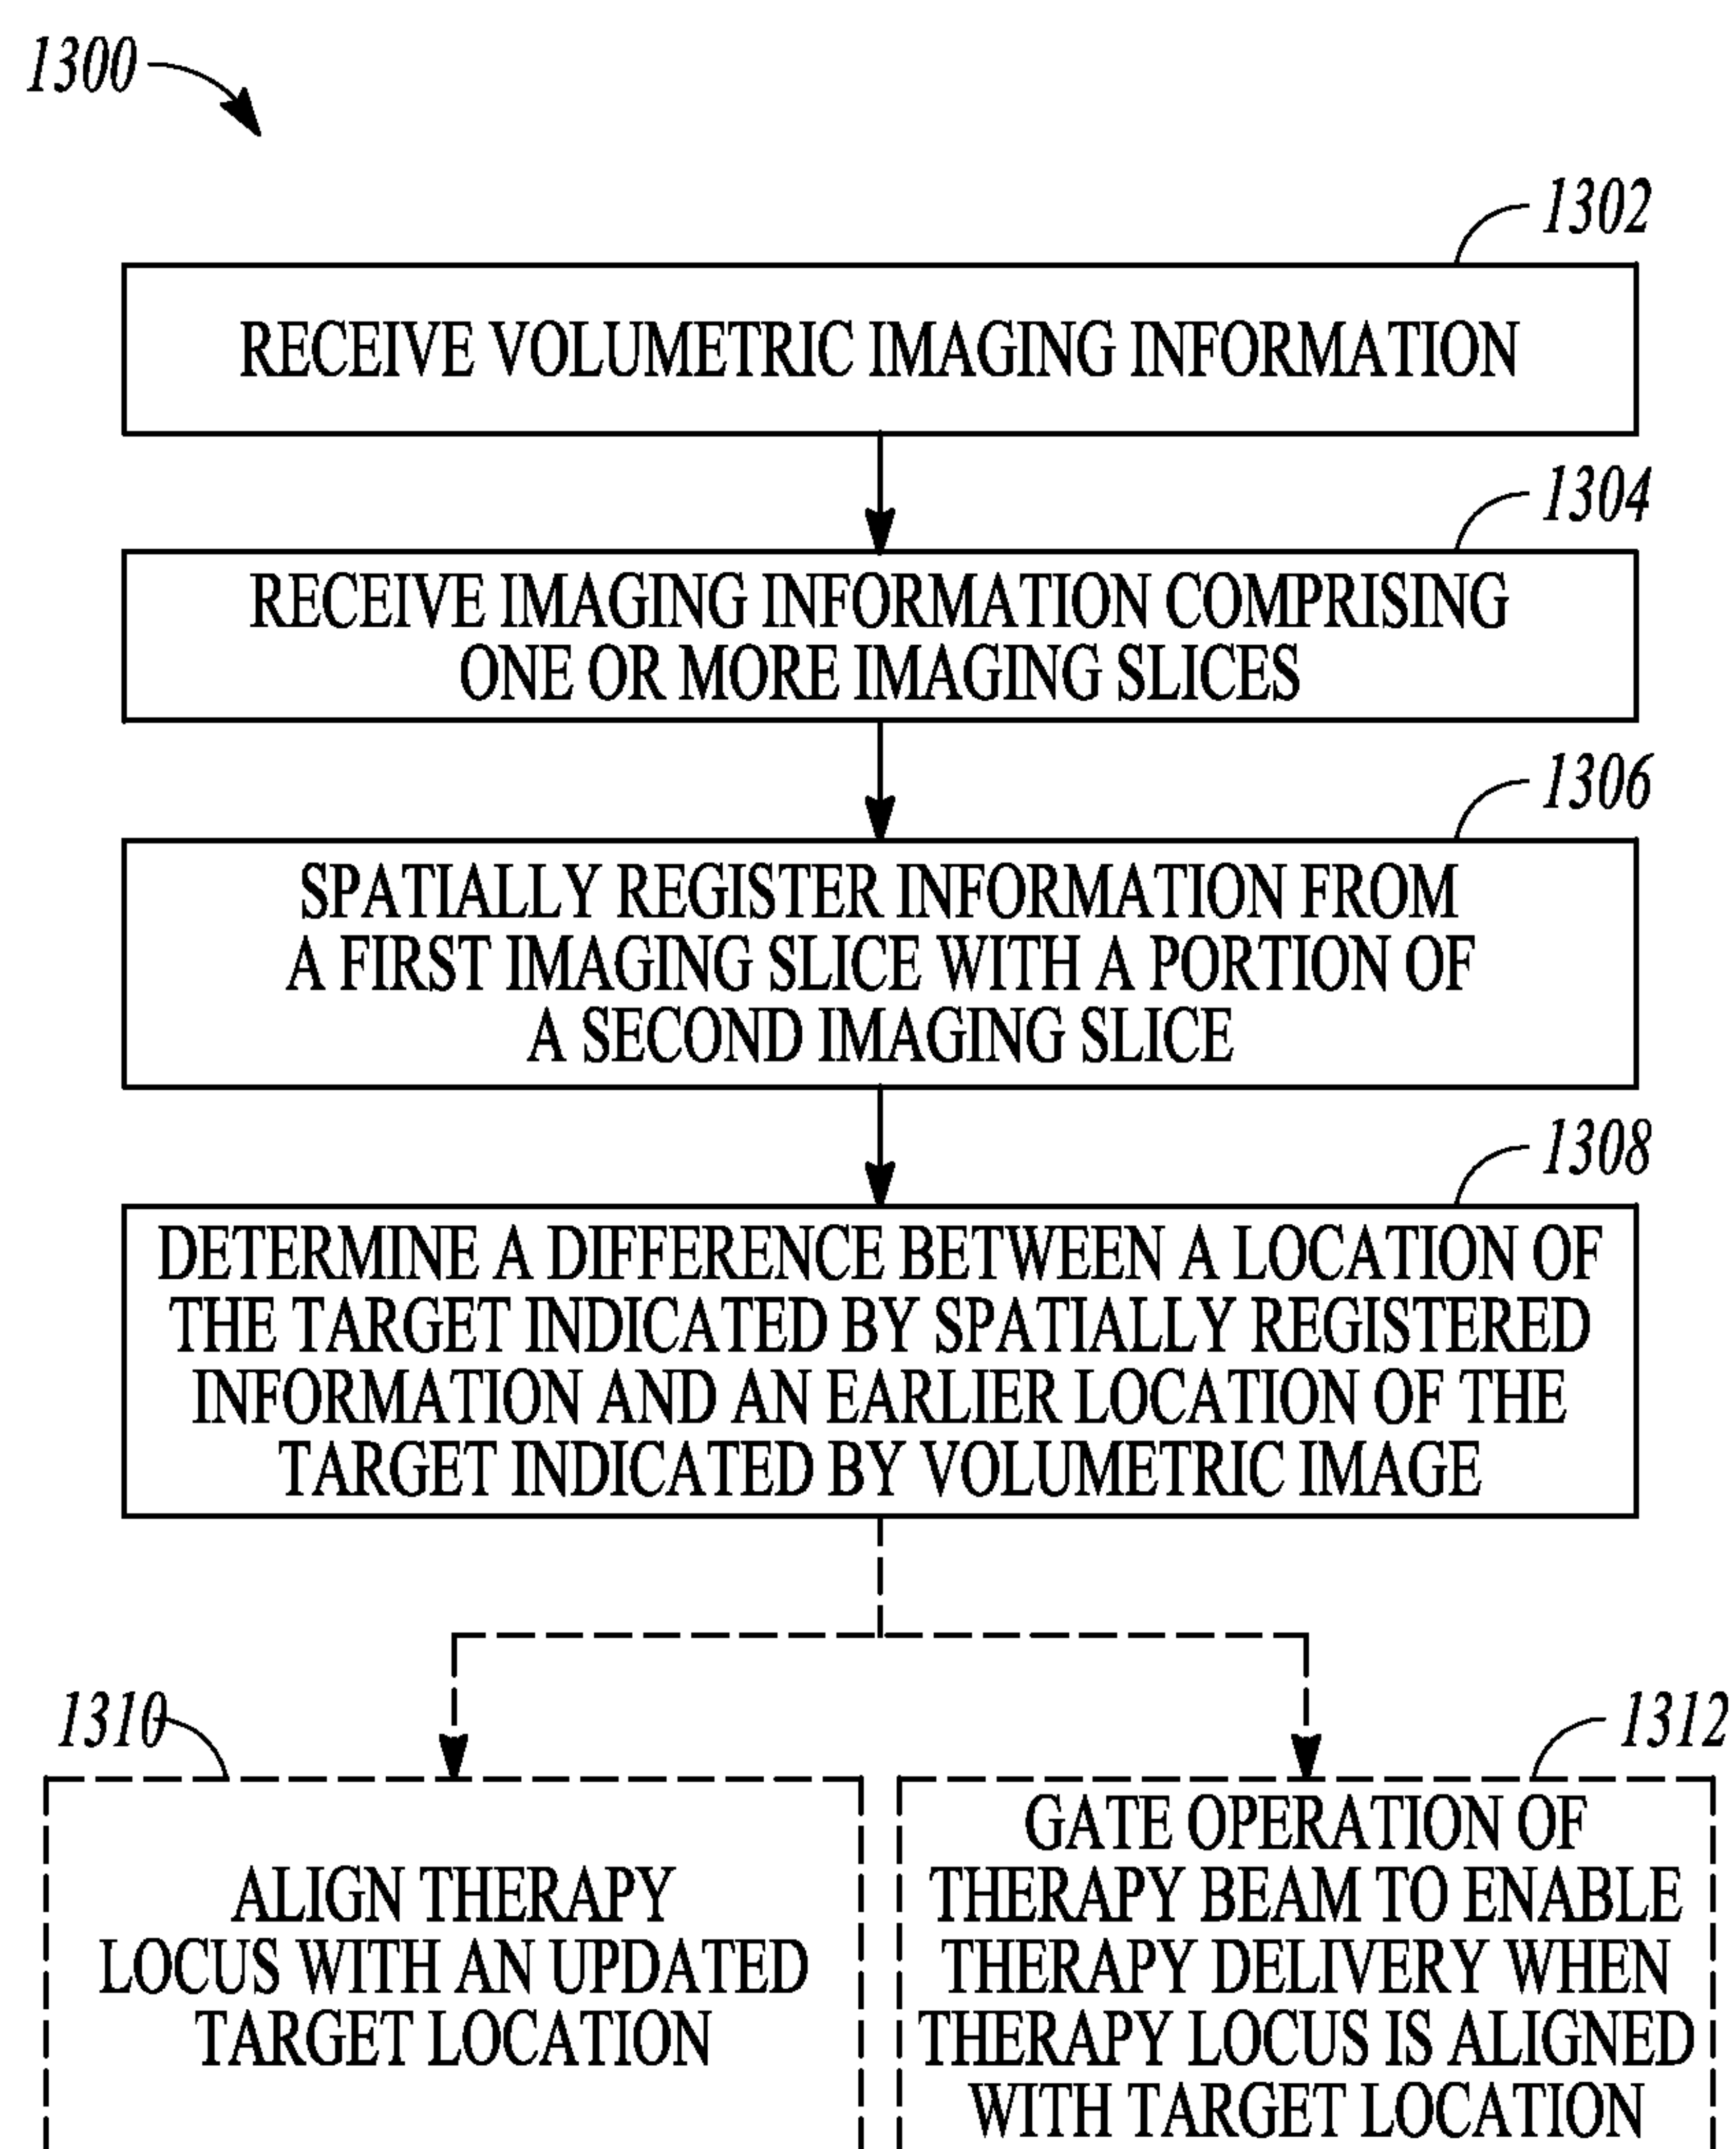 1300
1302
RECEIVE VOLUMETRIC IMAGING INFORMATION
1304
RECEIVE IMAGING INFORMATION COMPRISING
ONE OR MORE IMAGING SLICES
1306
SPATIALLY REGISTER INFORMATION FROM
A FIRST IMAGING SLICE WITH A PORTION OF
A SECOND IMAGING SLICE
1308
DETERMINE A DIFFERENCE BETWEEN A LOCATION OF
THE TARGET INDICATED BY SPATIALLY REGISTERED
INFORMATION AND AN EARLIER LOCATION OF THE
TARGET INDICATED BY VOLUMETRIC IMAGE
1310
ALIGN THERAPY
LOCUS WITH AN UPDATED
TARGET LOCATION
1312
GATE OPERATION OF
THERAPY BEAM TO ENABLE
THERAPY DELIVERY WHEN
THERAPY LOCUS IS ALIGNED
WITH TARGET LOCATION